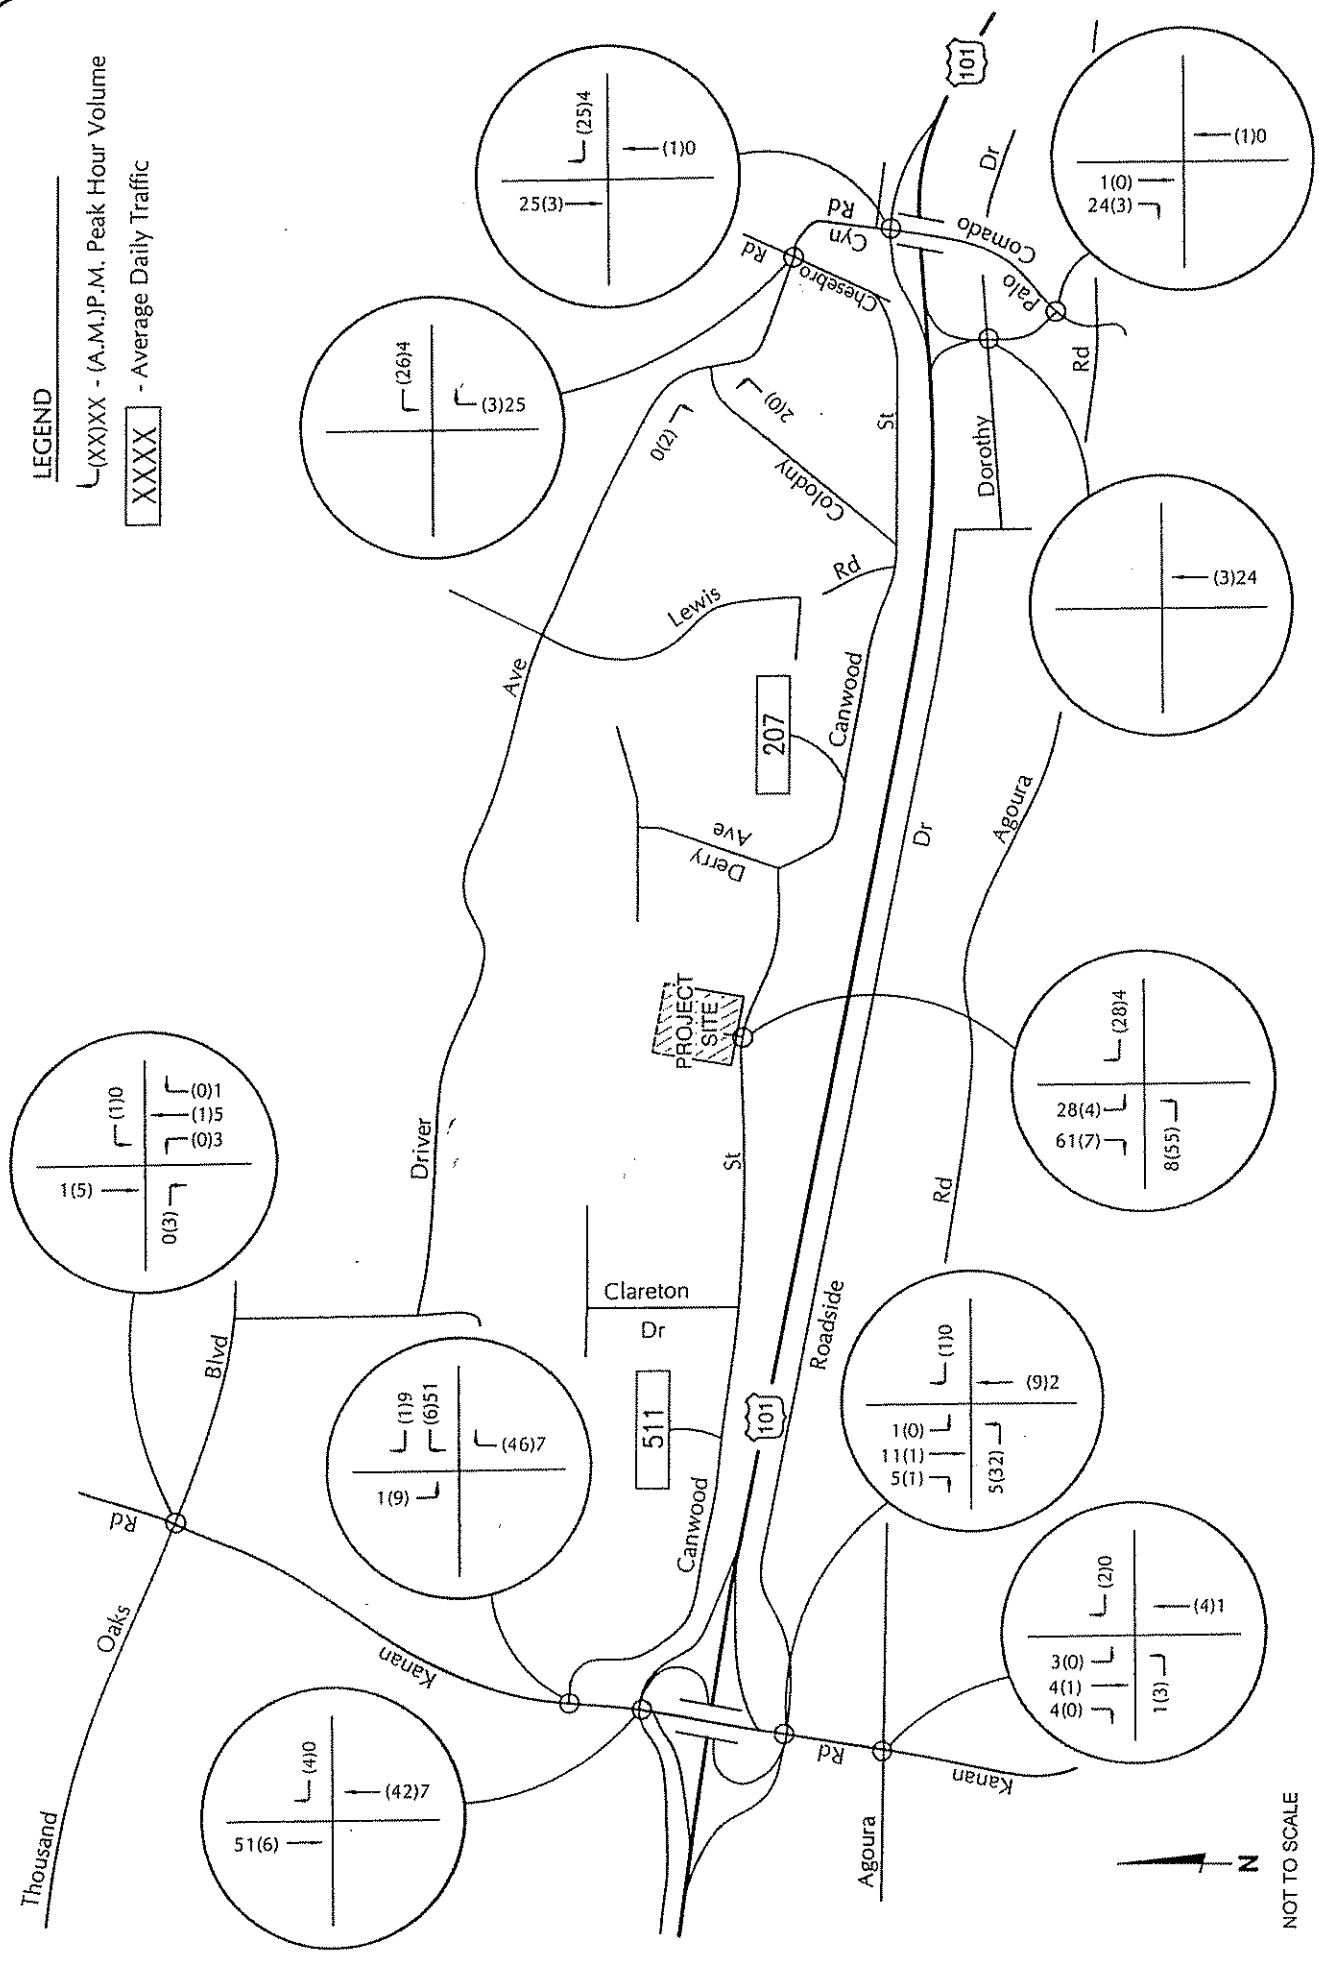 LEGEND
(XX)XX - (A.M.)P.M. Peak Hour Volume
XXXX - Average Daily Traffic
(25)4
25(3)
(1)0
101
(1)0
1(0)
24(3)
Dr
Comado
Palo
Rd
Cyn
Rd
Chesebro
(26)4
(3)25
0(2)
2(0)
Colodny
St
Dorothy
Rd
(3)24
Rd
Lewis
Ave
207
Canwood
Derry
Ave
Dr
Agoura
PROJECT
SITE
(28)4
28(4)
61(7)
8(55)
(1)0
(0)1
(1)5
(0)3
1(5)
0(3)
Driver
St
Rd
Clareton
Dr
Roadside
Blvd
511
101
Canwood
(1)9
(6)51
1(9)
(46)7
(1)0
(9)2
1(0)
11(1)
5(1)
5(32)
Rd
Oaks
Thousand
Kanan
(4)0
51(6)
(42)7
Rd
Kanan
Agoura
(2)0
3(0)
4(1)
4(0)
(4)1
1(3)
N
NOT TO SCALE